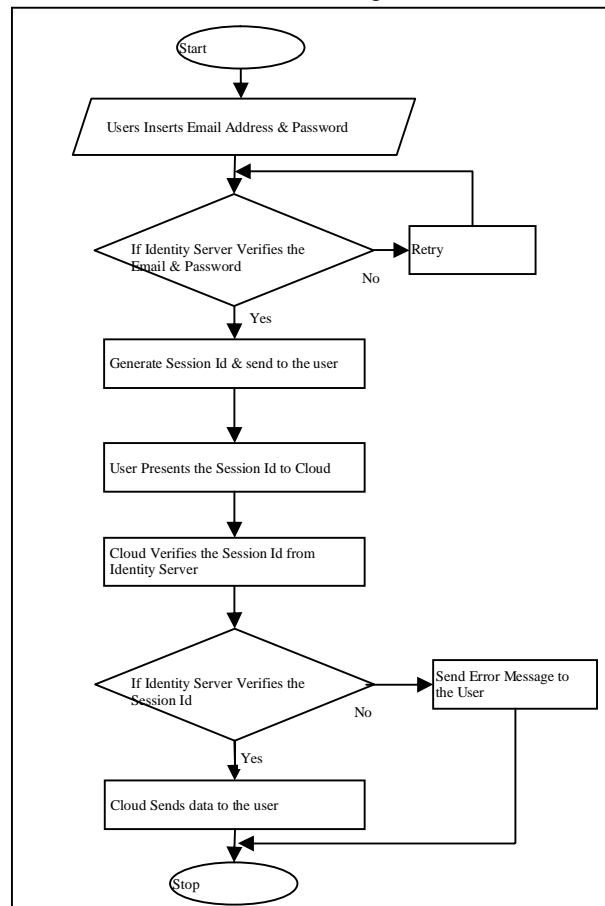 Start
Users Inserts Email Address & Password
If Identity Server Verifies the
Email & Password
No
Retry
Yes
Generate Session Id & send to the user
User Presents the Session Id to Cloud
Cloud Verifies the Session Id from
Identity Server
If Identity Server Verifies the
Session Id
No
Send Error Message to
the User
Yes
Cloud Sends data to the user
Stop